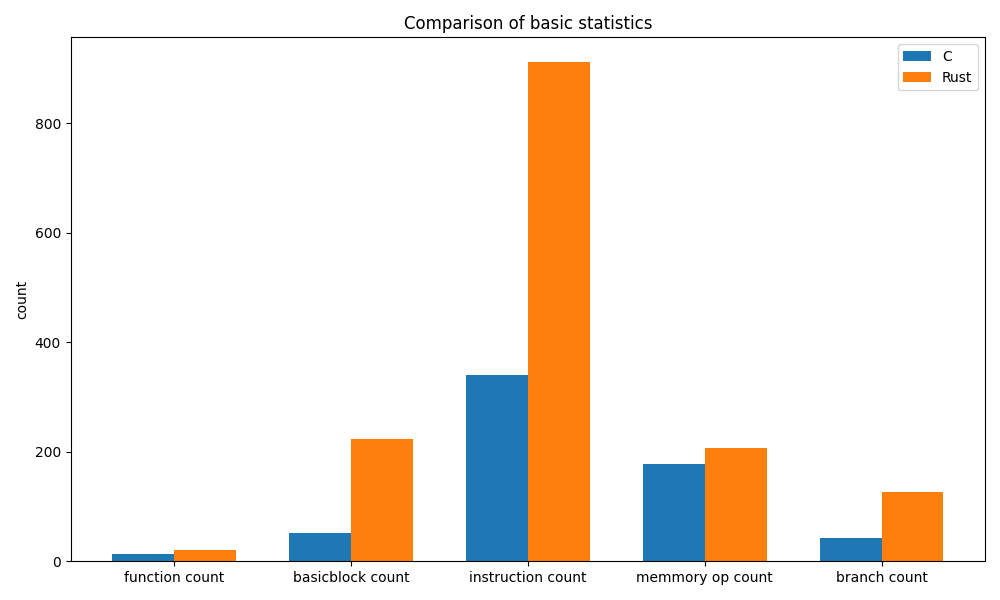 Comparison of basic statistics
C
Rust
count
800
600
400
200
0
function count
basicblock count
instruction count
memmory op count
branch count